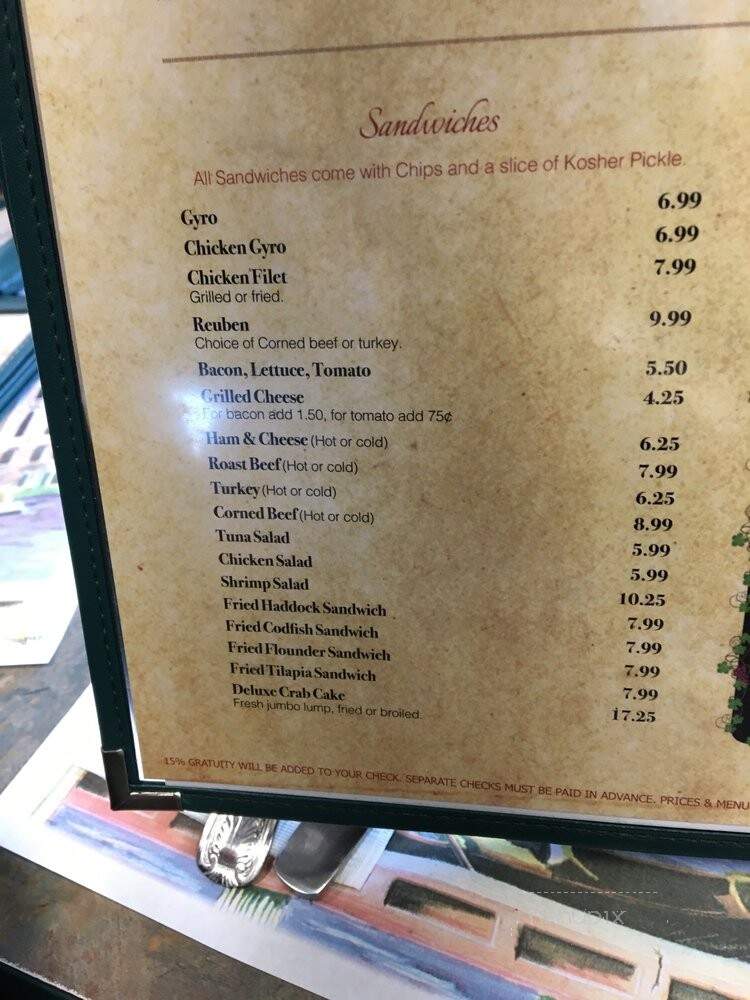 Sandwiches
All Sandwiches come with Chips and a slice of Kosher Pickle.
Gyro 6.99
Chicken Gyro 6.99
Chicken Filet 7.99
Grilled or fried.
Reuben 9.99
Choice of Corned beef or turkey.
Bacon, Lettuce, Tomato 5.50
Grilled Cheese 4.25
For bacon add 1.50, for tomato add 75¢
Ham & Cheese (Hot or cold) 6.25
Roast Beef (Hot or cold) 7.99
Turkey (Hot or cold) 6.25
Corned Beef (Hot or cold) 8.99
Tuna Salad 5.99
Chicken Salad 5.99
Shrimp Salad 10.25
Fried Haddock Sandwich 7.99
Fried Codfish Sandwich 7.99
Fried Flounder Sandwich 7.99
Fried Tilapia Sandwich 7.99
Deluxe Crab Cake 17.25
Fresh jumbo lump, fried or broiled.
15% GRATUITY WILL BE ADDED TO YOUR CHECK. SEPARATE CHECKS MUST BE PAID IN ADVANCE. PRICES & MENU